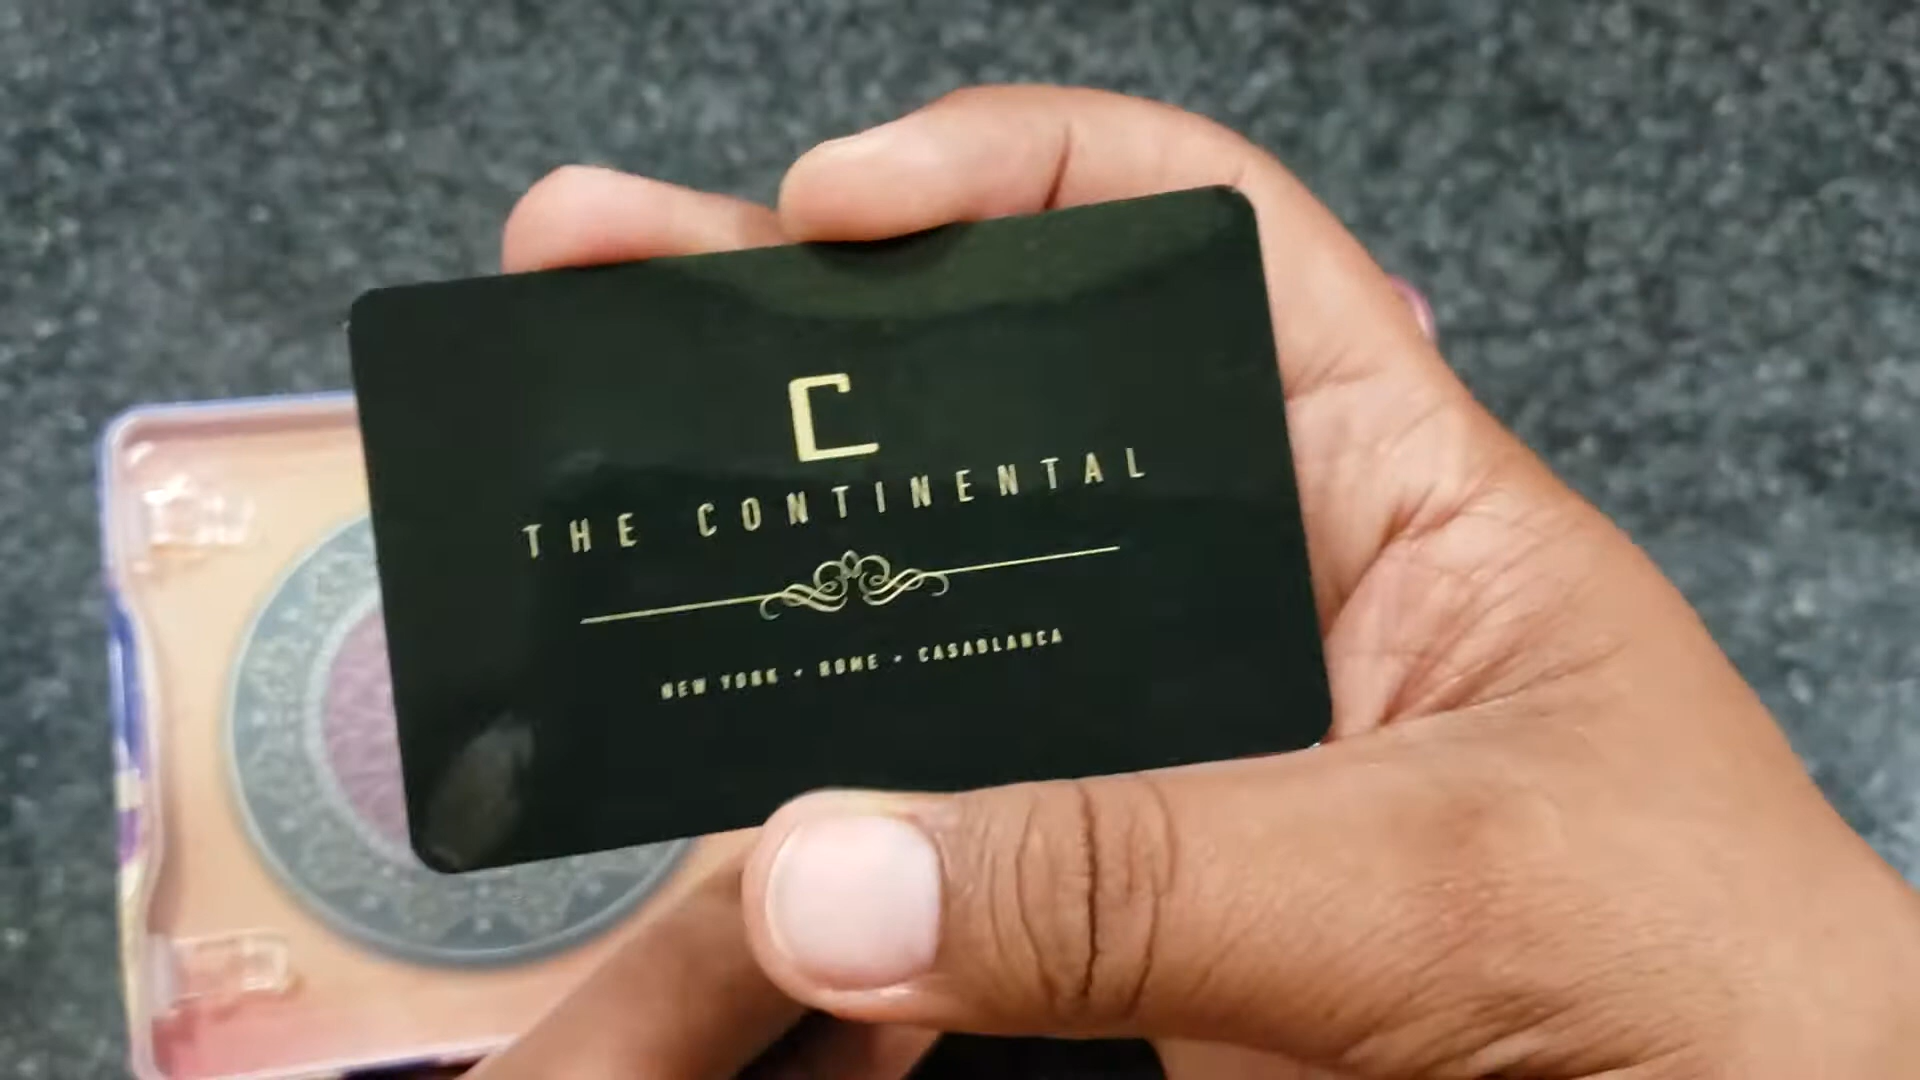 C
THE CONTINENTAL
NEW YORK • ROME • CASABLANCA